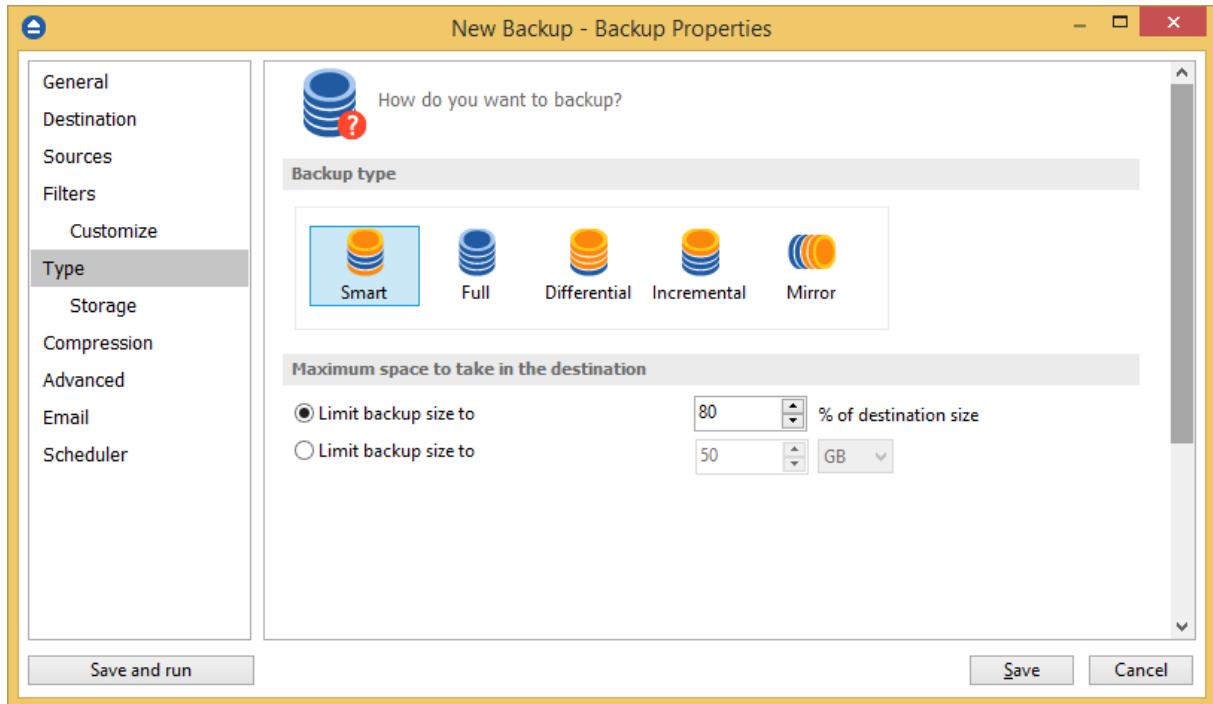 New Backup - Backup Properties
General
Destination
Sources
Filters
Customize
Type
Storage
Compression
Advanced
Email
Scheduler
How do you want to backup?
?
Backup type
Smart Full Differential Incremental Mirror
Maximum space to take in the destination
Limit backup size to 80 % of destination size
Limit backup size to 50 GB
Save and run Save Cancel